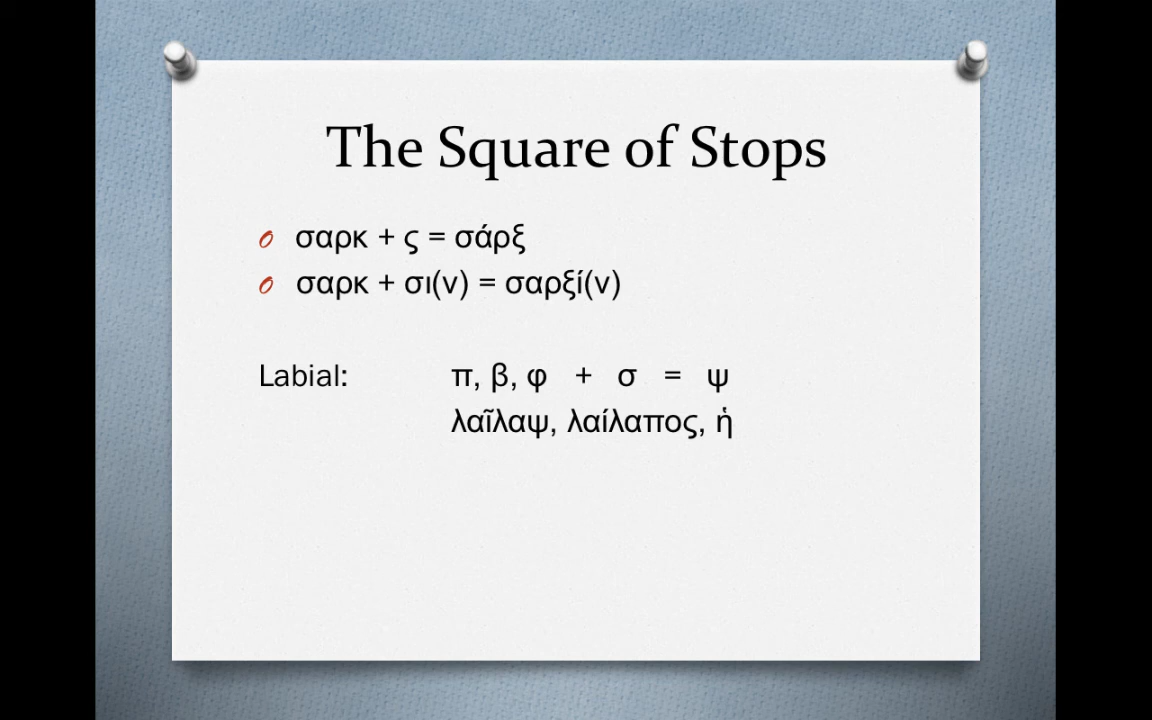 The Square of Stops
σαρκ + ς = σάρξ
σαρκ + σι(ν) = σαρξί(ν)
Labial: π, β, φ + σ = ψ
λαῖλαψ, λαίλαπος, ἡ